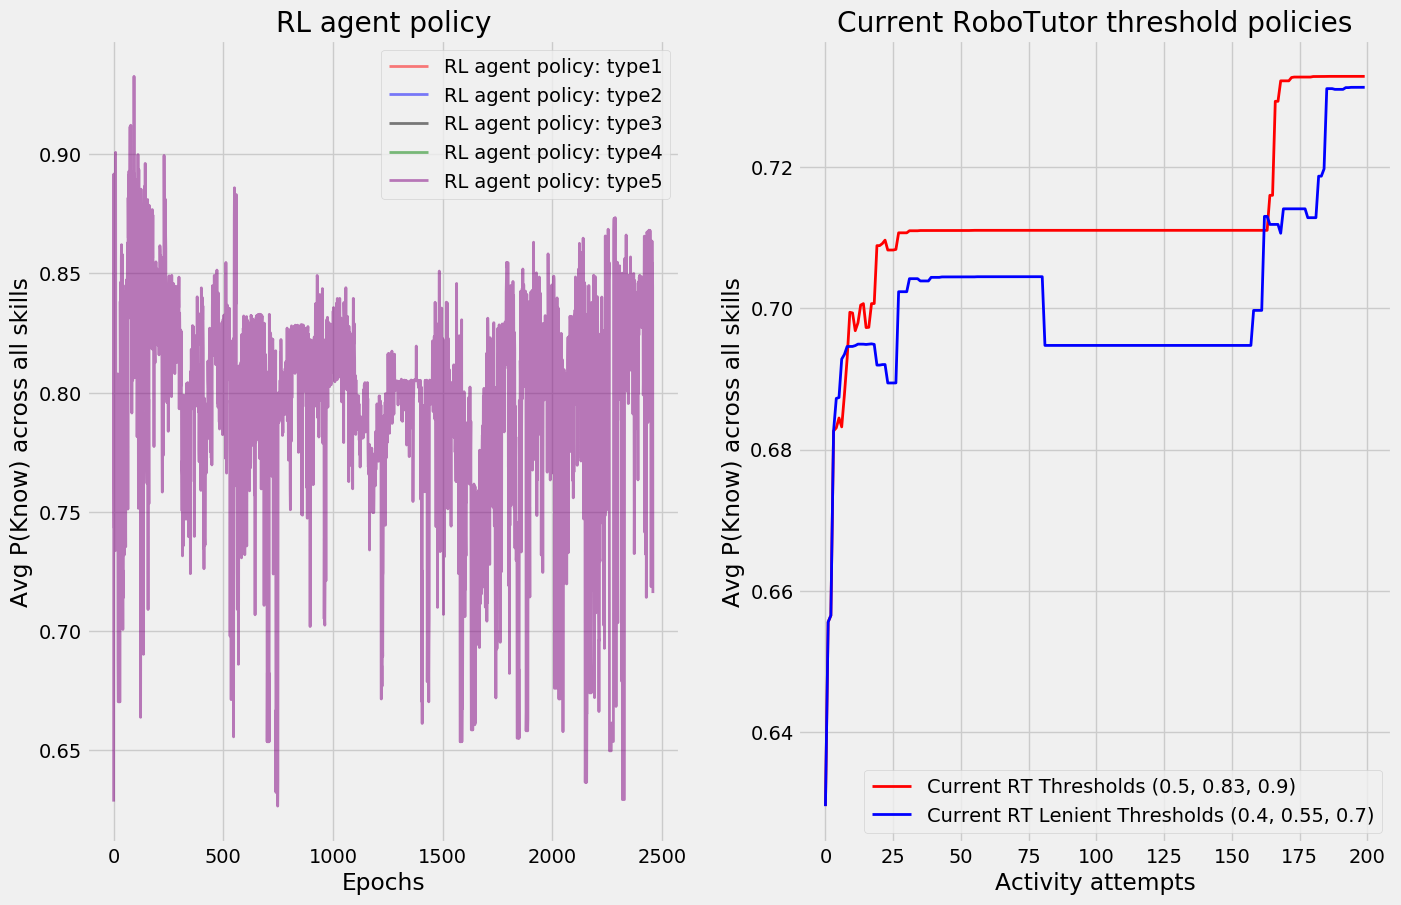 RL agent policy
RL agent policy: type1
RL agent policy: type2
RL agent policy: type3
RL agent policy: type4
RL agent policy: type5
Avg P(Know) across all skills
0.90
0.85
0.80
0.75
0.70
0.65
0
500
1000
1500
2000
2500
Epochs
Current RoboTutor threshold policies
Avg P(Know) across all skills
0.72
0.70
0.68
0.66
0.64
Current RT Thresholds (0.5, 0.83, 0.9)
Current RT Lenient Thresholds (0.4, 0.55, 0.7)
0
25
50
75
100
125
150
175
200
Activity attempts